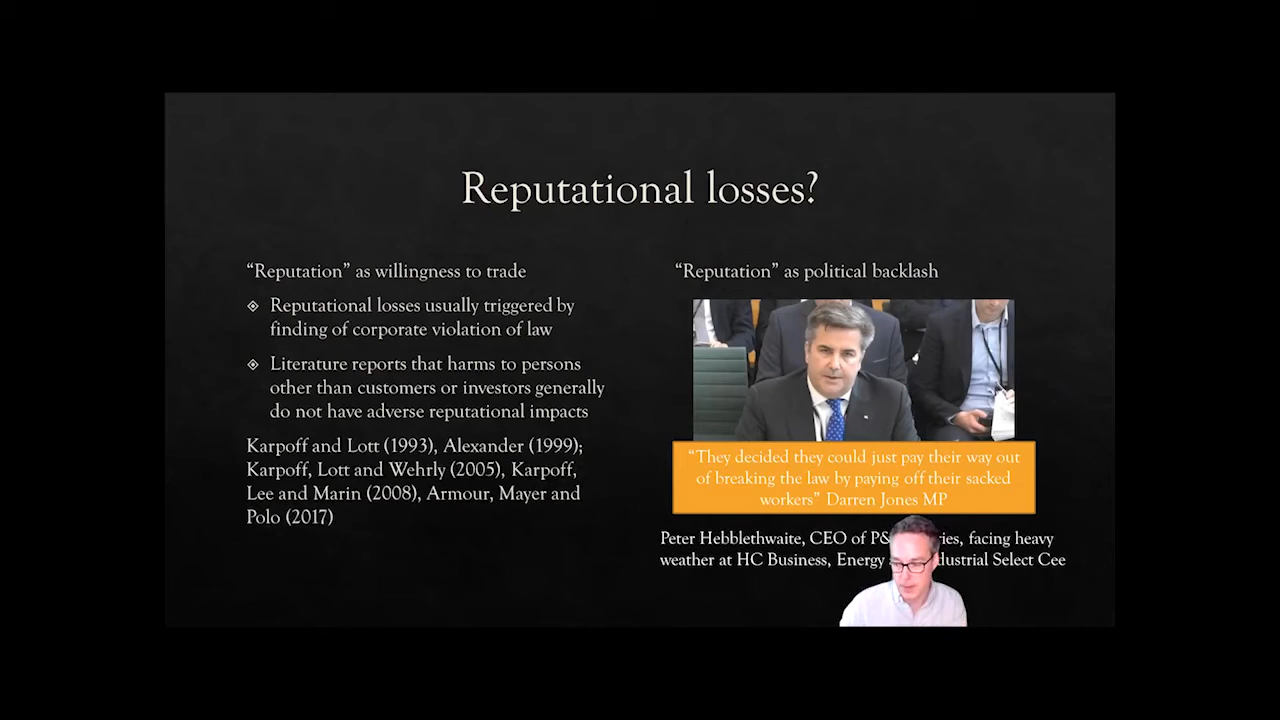 Reputational losses?
“Reputation” as willingness to trade
Reputational losses usually triggered by
finding of corporate violation of law
Literature reports that harms to persons
other than customers or investors generally
do not have adverse reputational impacts
Karpoff and Lott (1993), Alexander (1999);
Karpoff, Lott and Wehrly (2005), Karpoff,
Lee and Marin (2008), Armour, Mayer and
Polo (2017)
“Reputation” as political backlash
“They decided they could just pay their way out
of breaking the law by paying off their sacked
workers” Darren Jones MP
Peter Hebblethwaite, CEO of facing heavy
weather at HC Business, Energy Select Cee